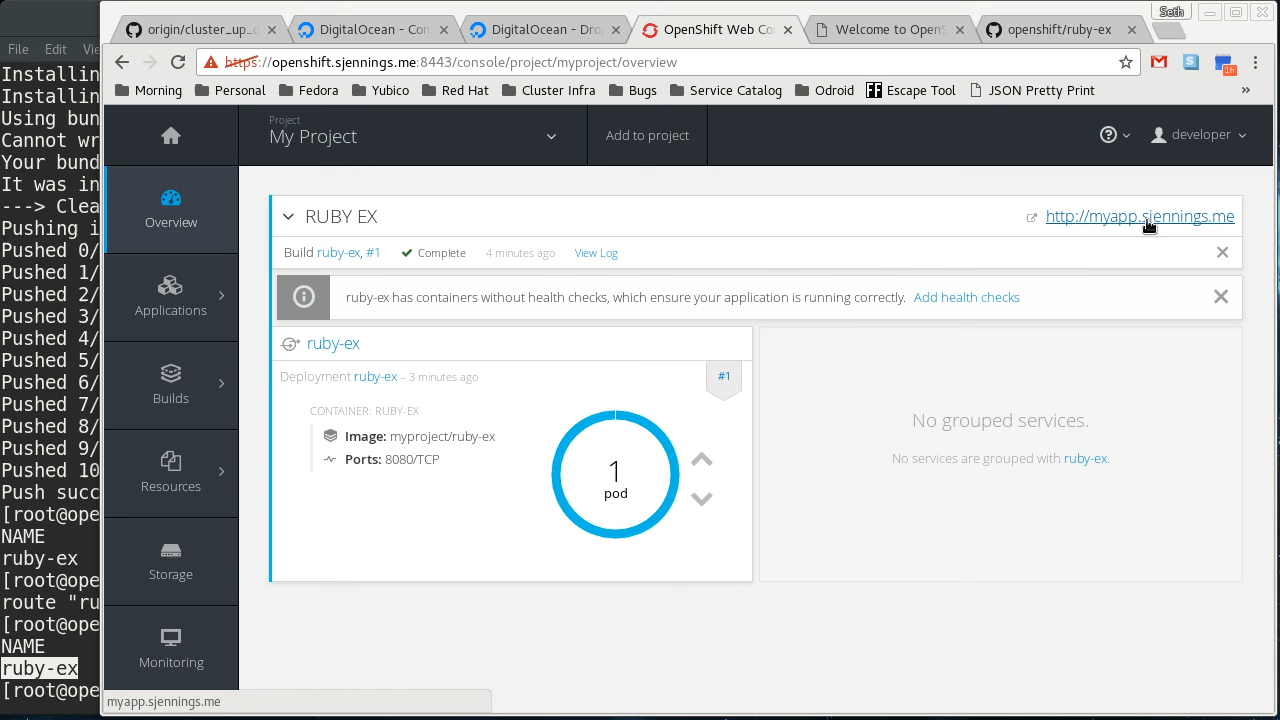 Seth
origin/cluster_up_d
DigitalOcean - Con
DigitalOcean - Dro
OpenShift Web Co
Welcome to OpenS
openshift/ruby-ex
https://openshift.sjennings.me:8443/console/project/myproject/overview
1h
Morning
Personal
Fedora
Yubico
Red Hat
Cluster Infra
Bugs
Service Catalog
Odroid
Escape Tool
JSON Pretty Print
»
File Edit Vie
Installin
Installin
Using bun
Cannot wr
Your bund
It was in
---> Clea
Pushing i
Pushed 0/
Pushed 1/
Pushed 2/
Pushed 3/
Pushed 4/
Pushed 5/
Pushed 6/
Pushed 7/
Pushed 8/
Pushed 9/
Pushed 10
Push succ
[root@ope
NAME
ruby-ex
[root@ope
route "ru
[root@ope
NAME
ruby-ex
[root@ope
Project
My Project
Add to project
developer
Overview
Applications
Builds
Resources
Storage
Monitoring
RUBY EX
http://myapp.sjennings.me
Build ruby-ex, #1 Complete 4 minutes ago View Log
ruby-ex has containers without health checks, which ensure your application is running correctly. Add health checks
ruby-ex
Deployment ruby-ex – 3 minutes ago
#1
CONTAINER: RUBY-EX
Image: myproject/ruby-ex
Ports: 8080/TCP
1
pod
No grouped services.
No services are grouped with ruby-ex.
myapp.sjennings.me